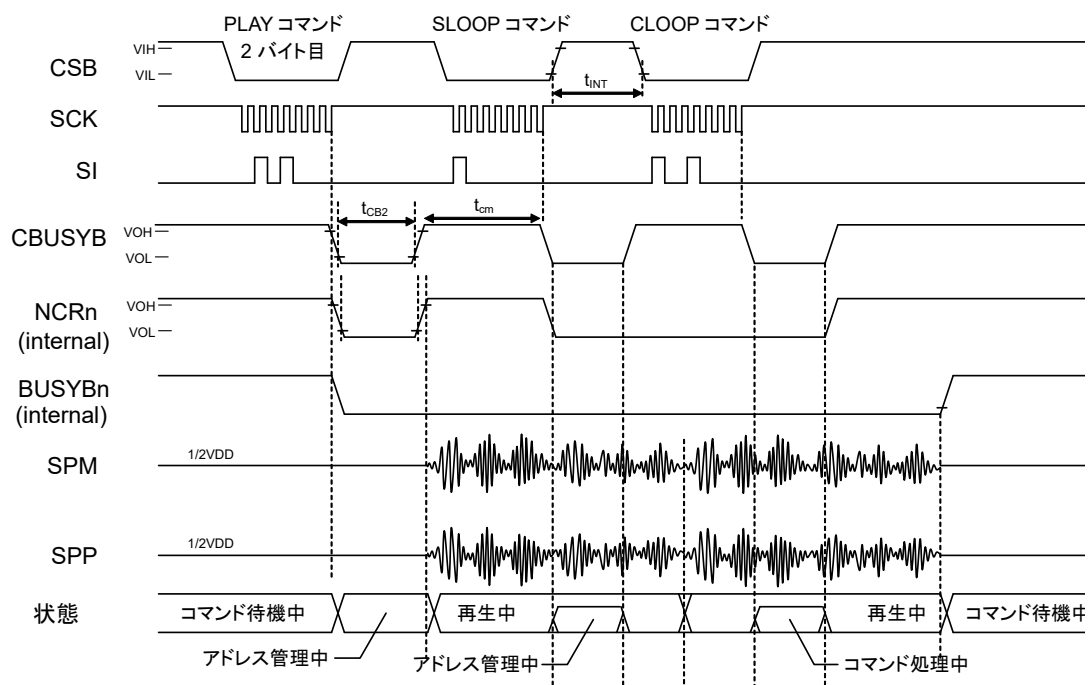 PLAY コマンド
2 バイト目
SLOOP コマンド
CLOOP コマンド
CSB
VIH
VIL
tINT
SCK
SI
tCB2
tcm
CBUSYB
VOH
VOL
NCRn
(internal)
VOH
VOL
BUSYBn
(internal)
SPM
1/2VDD
SPP
1/2VDD
状態
コマンド待機中
再生中
再生中
コマンド待機中
アドレス管理中
アドレス管理中
コマンド処理中